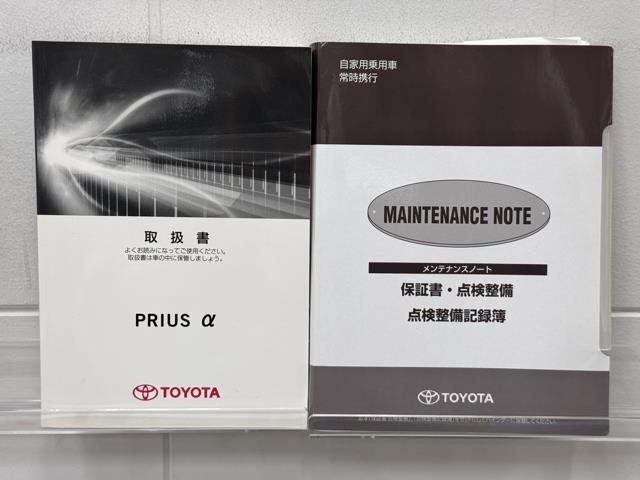 取扱書
よくお読みになってご使用ください。
取扱書は車の中に保管しましょう。
PRIUS α
TOYOTA
自家用乗用車
常時携行
MAINTENANCE NOTE
メンテナンスノート
保証書・点検整備
点検整備記録簿
TOYOTA